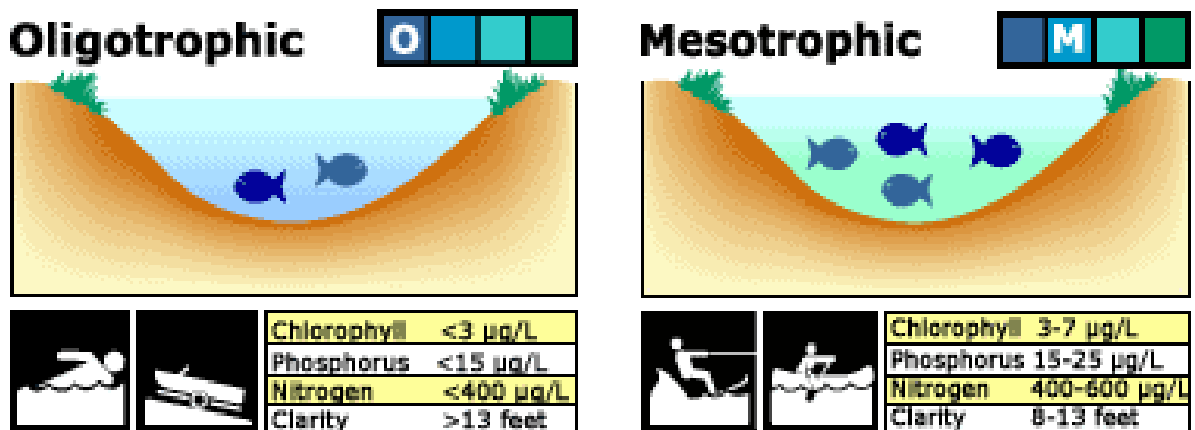 Oligotrophic O
Chlorophyll <3 µg/L
Phosphorus <15 µg/L
Nitrogen <400 µg/L
Clarity >13 feet
Mesotrophic M
Chlorophyll 3-7 µg/L
Phosphorus 15-25 µg/L
Nitrogen 400-600 µg/L
Clarity 8-13 feet